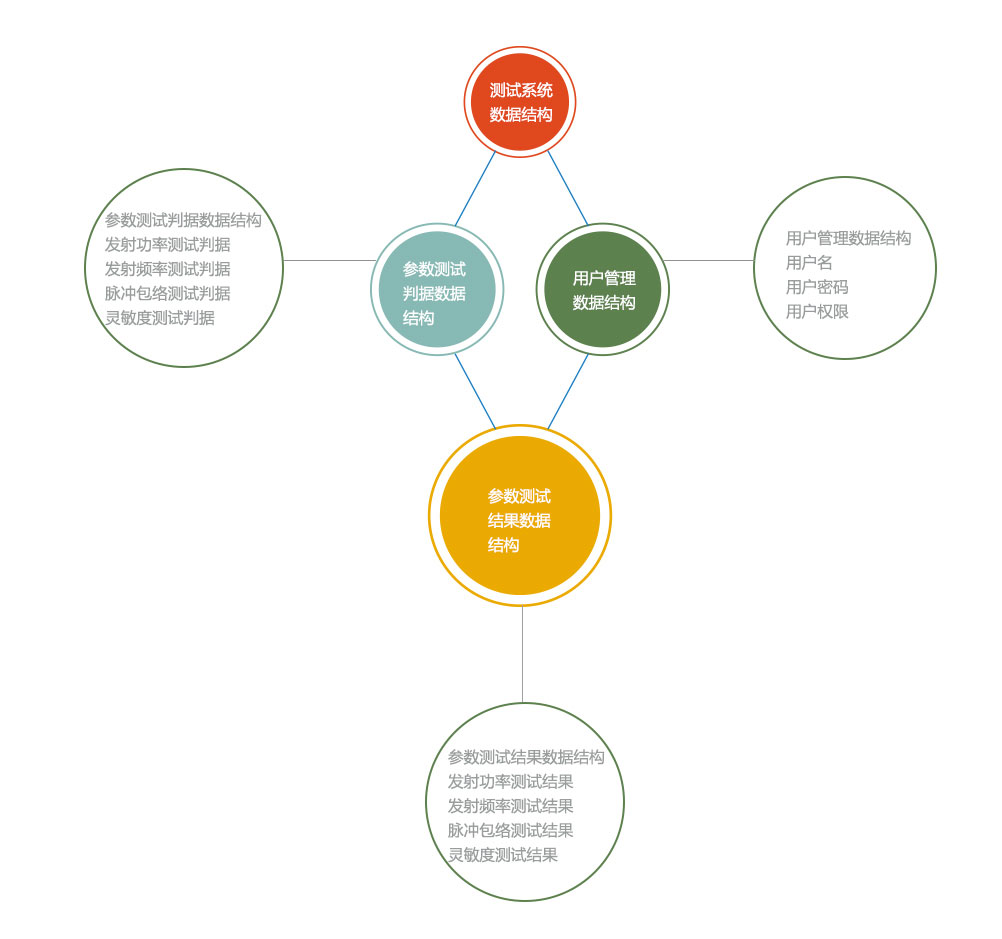 测试系统
数据结构
参数测试判据数据结构
发射功率测试判据
发射频率测试判据
脉冲包络测试判据
灵敏度测试判据
参数测试
判据数据
结构
用户管理
数据结构
用户管理数据结构
用户名
用户密码
用户权限
参数测试
结果数据
结构
参数测试结果数据结构
发射功率测试结果
发射频率测试结果
脉冲包络测试结果
灵敏度测试结果